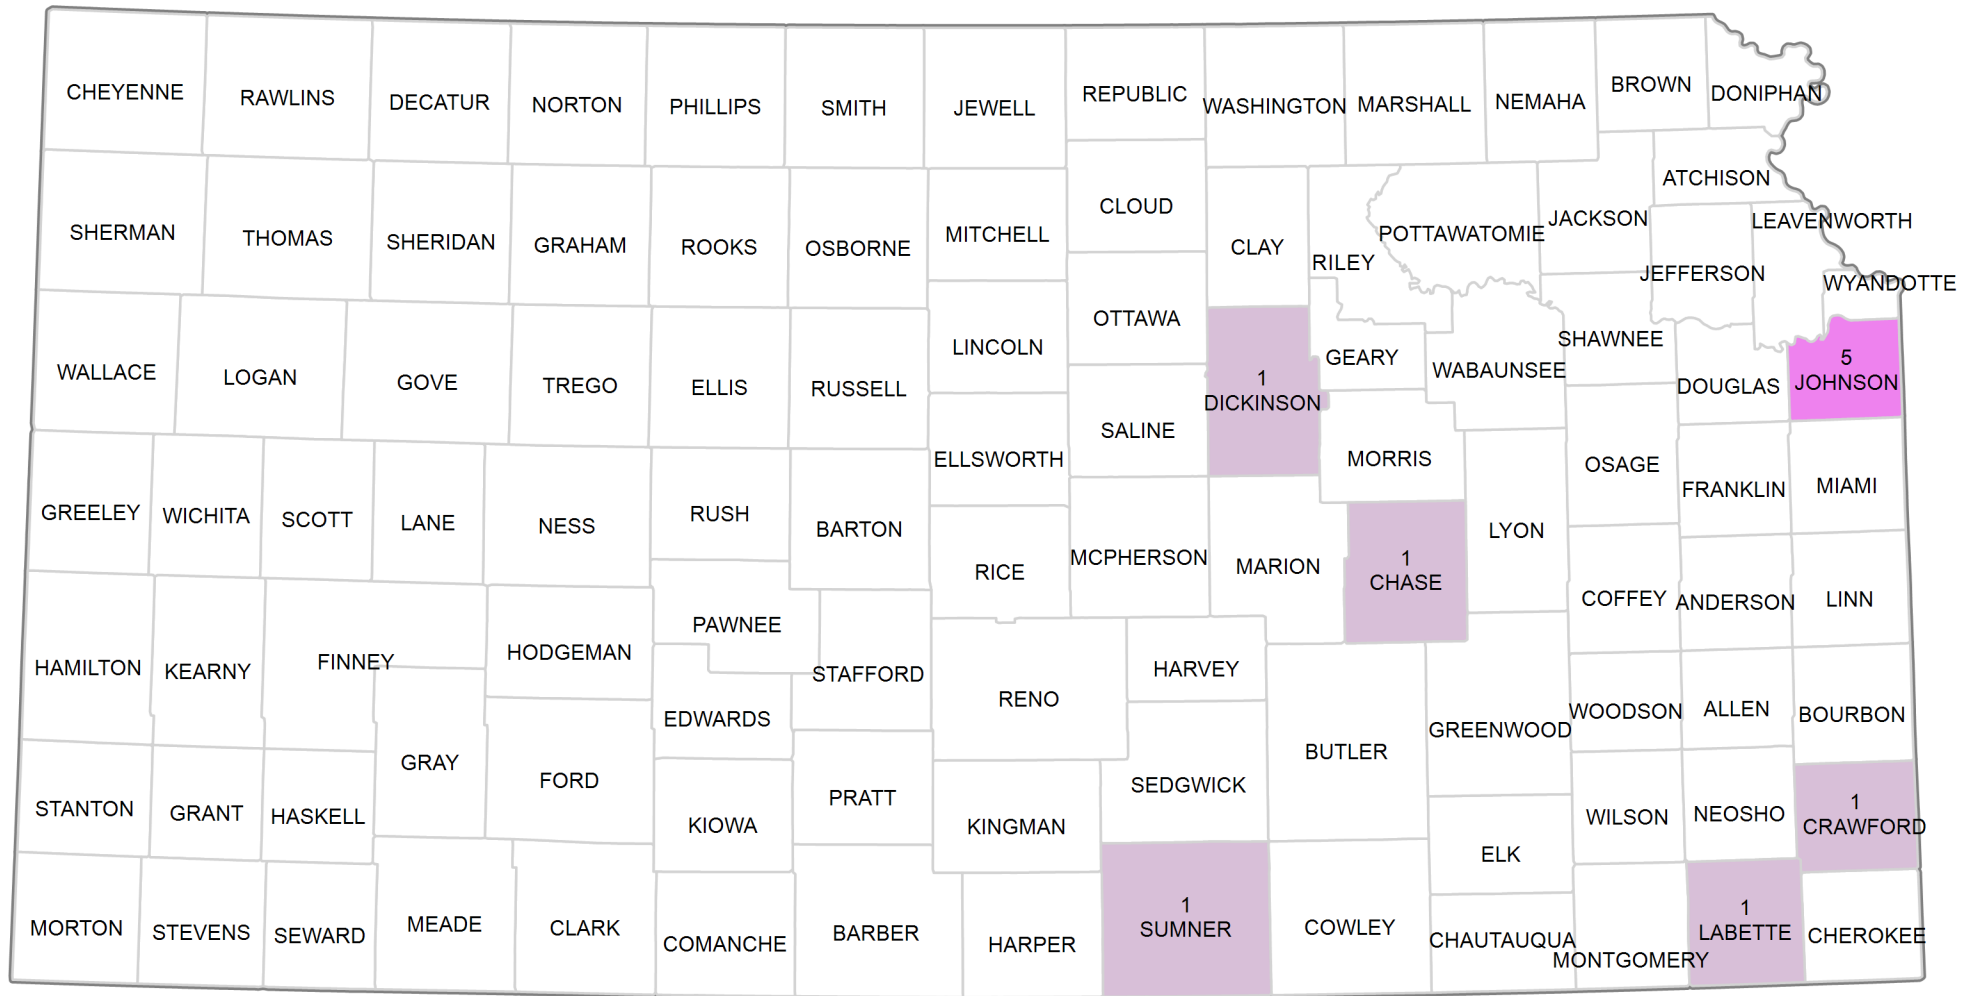 CHEYENNE
RAWLINS
DECATUR
NORTON
PHILLIPS
SMITH
JEWELL
REPUBLIC
WASHINGTON
MARSHALL
NEMAHA
BROWN
DONIPHAN
SHERMAN
THOMAS
SHERIDAN
GRAHAM
ROOKS
OSBORNE
MITCHELL
CLOUD
CLAY
RILEY
POTTAWATOMIE
JACKSON
ATCHISON
JEFFERSON
LEAVENWORTH
WYANDOTTE
WALLACE
LOGAN
GOVE
TREGO
ELLIS
RUSSELL
LINCOLN
OTTAWA
1
DICKINSON
GEARY
WABAUNSEE
SHAWNEE
DOUGLAS
5
JOHNSON
GREELEY
WICHITA
SCOTT
LANE
NESS
RUSH
BARTON
ELLSWORTH
SALINE
MORRIS
OSAGE
FRANKLIN
MIAMI
RICE
MCPHERSON
MARION
1
CHASE
LYON
COFFEY
ANDERSON
LINN
HAMILTON
KEARNY
FINNEY
HODGEMAN
PAWNEE
STAFFORD
RENO
HARVEY
EDWARDS
GRAY
FORD
BUTLER
GREENWOOD
WOODSON
ALLEN
BOURBON
STANTON
GRANT
HASKELL
KIOWA
PRATT
KINGMAN
SEDGWICK
ELK
WILSON
NEOSHO
1
CRAWFORD
MORTON
STEVENS
SEWARD
MEADE
CLARK
COMANCHE
BARBER
HARPER
1
SUMNER
COWLEY
CHAUTAUQUA
MONTGOMERY
1
LABETTE
CHEROKEE